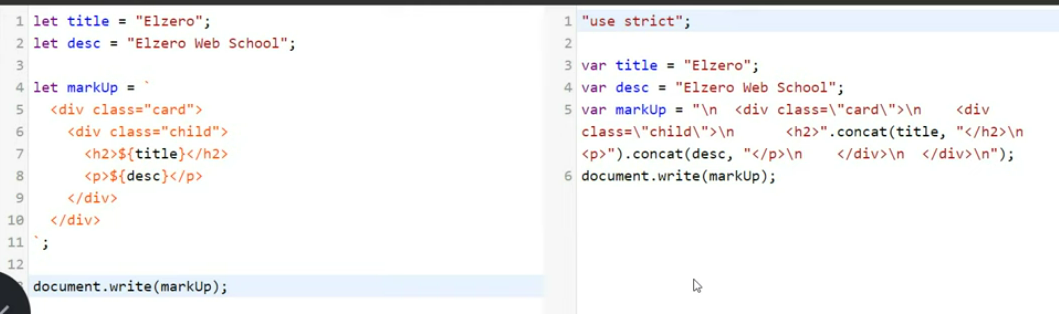 1 let title = "Elzero";
2 let desc = "Elzero Web School";
3
4 let markUp = `
5   <div class="card">
6     <div class="child">
7       <h2>${title}</h2>
8       <p>${desc}</p>
9     </div>
10   </div>
11 `;
12
document.write(markUp);
1 "use strict";
2
3 var title = "Elzero";
4 var desc = "Elzero Web School";
5 var markUp = "\n  <div class=\"card\">\n    <div
class=\"child\">\n      <h2>".concat(title, "</h2>\n
<p>").concat(desc, "</p>\n    </div>\n  </div>\n");
6 document.write(markUp);